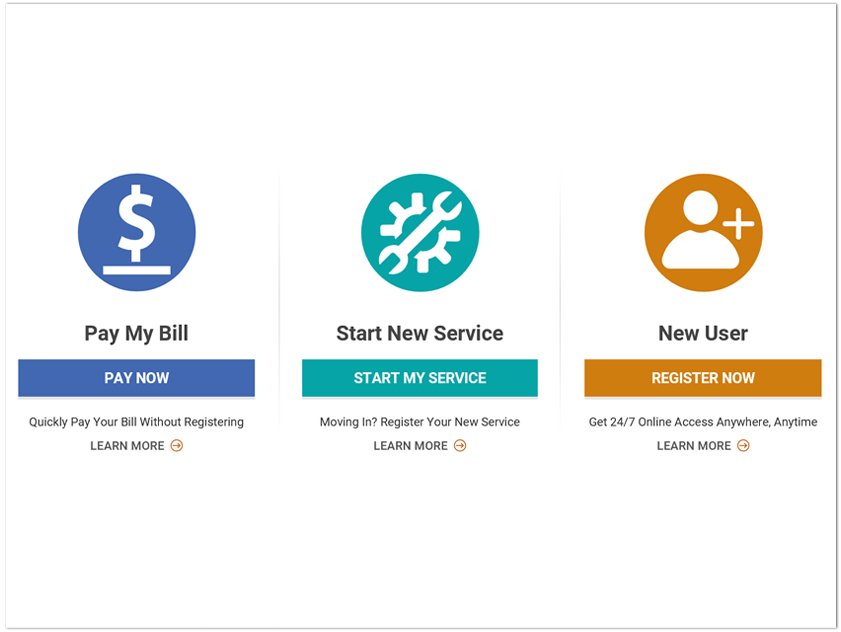 Pay My Bill
PAY NOW
Quickly Pay Your Bill Without Registering
LEARN MORE
Start New Service
START MY SERVICE
Moving In? Register Your New Service
LEARN MORE
New User
REGISTER NOW
Get 24/7 Online Access Anywhere, Anytime
LEARN MORE